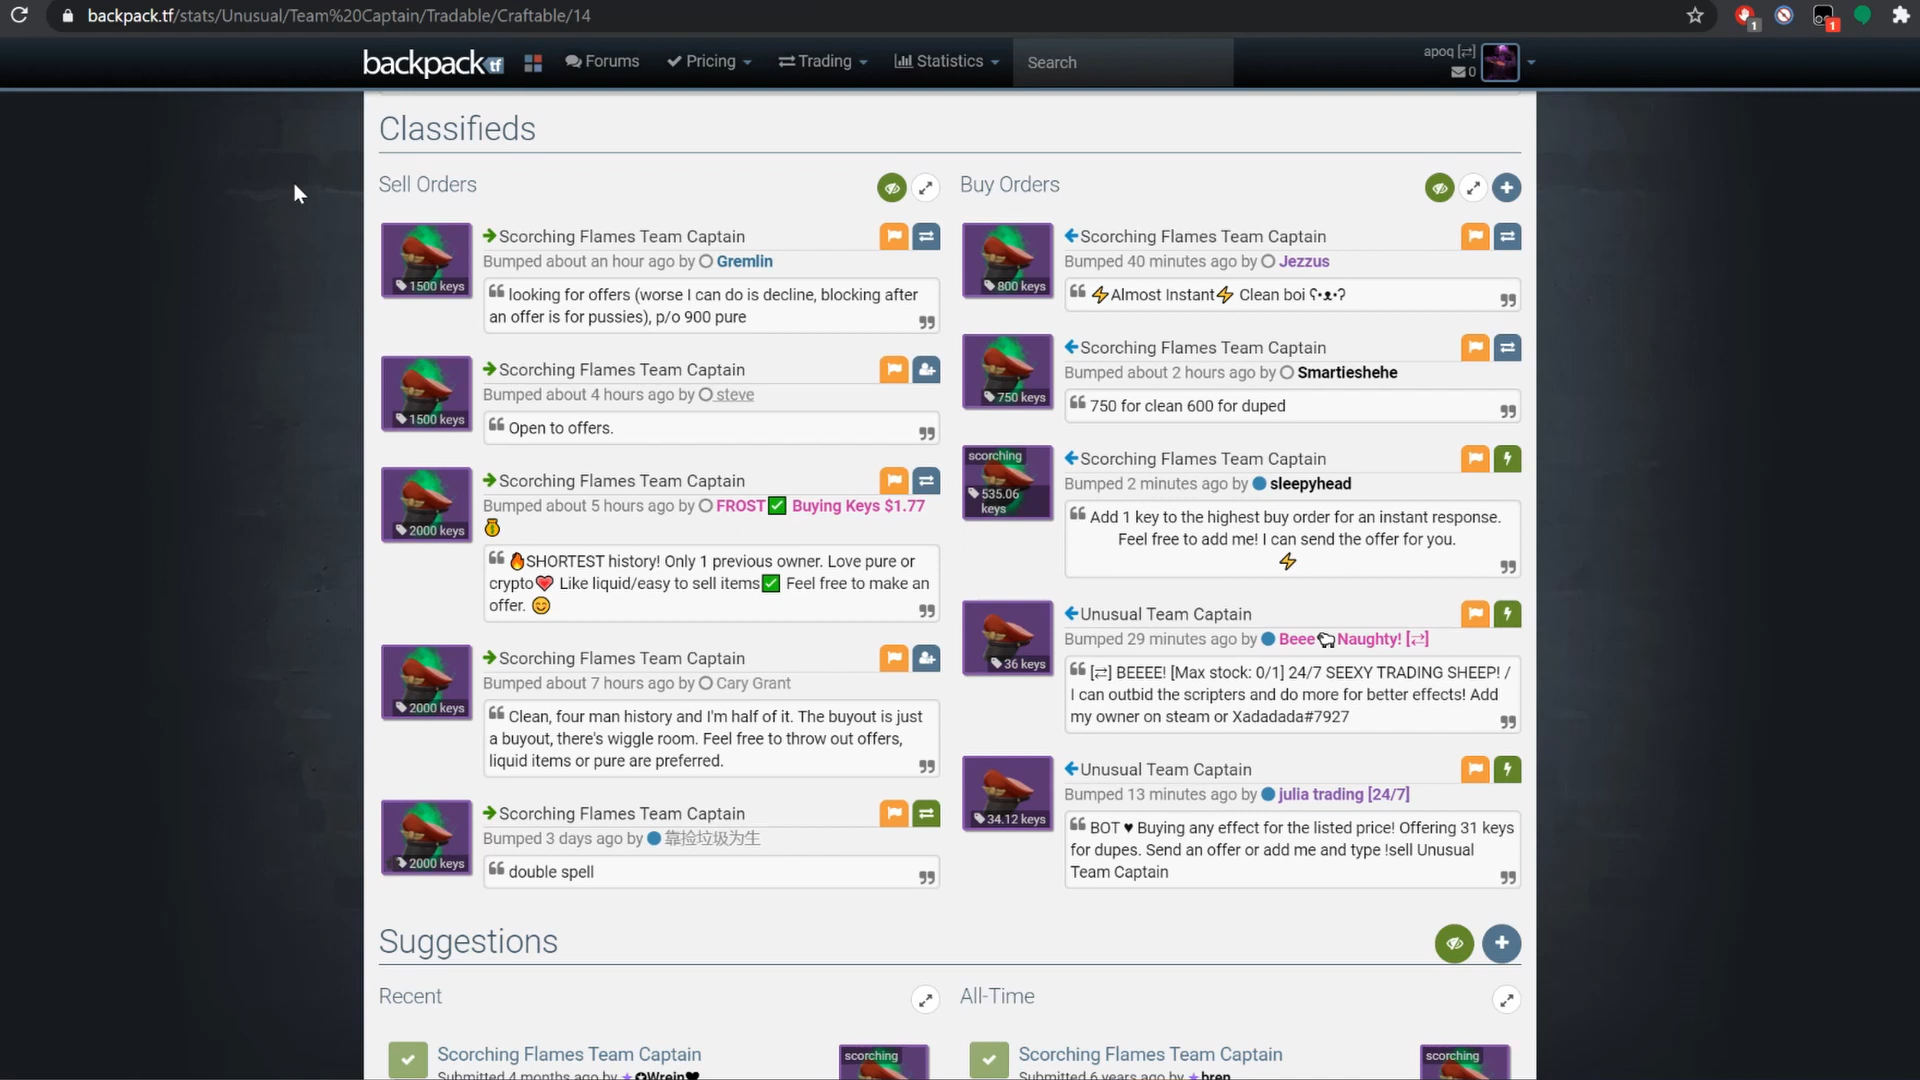 backpack.tf/stats/Unusual/Team%20Captain/Tradable/Craftable/14
1
1
backpack tf
Forums
Pricing
Trading
Statistics
Search
apoq [⇄]
0
Classifieds
Sell Orders
Scorching Flames Team Captain
Bumped about an hour ago by Gremlin
1500 keys
looking for offers (worse I can do is decline, blocking after
an offer is for pussies), p/o 900 pure
Scorching Flames Team Captain
Bumped about 4 hours ago by steve
1500 keys
Open to offers.
Scorching Flames Team Captain
Bumped about 5 hours ago by FROST✅ Buying Keys $1.77
💰
2000 keys
🔥SHORTEST history! Only 1 previous owner. Love pure or
crypto❤️ Like liquid/easy to sell items✅ Feel free to make an
offer. 😊
Scorching Flames Team Captain
Bumped about 7 hours ago by Cary Grant
2000 keys
Clean, four man history and I'm half of it. The buyout is just
a buyout, there's wiggle room. Feel free to throw out offers,
liquid items or pure are preferred.
Scorching Flames Team Captain
Bumped 3 days ago by 靠捡垃圾为生
2000 keys
double spell
Buy Orders
Scorching Flames Team Captain
Bumped 40 minutes ago by Jezzus
800 keys
⚡Almost Instant⚡ Clean boi ʕ•ᴥ•ʔ
Scorching Flames Team Captain
Bumped about 2 hours ago by Smartieshehe
750 keys
750 for clean 600 for duped
scorching
Scorching Flames Team Captain
Bumped 2 minutes ago by sleepyhead
535.06
keys
Add 1 key to the highest buy order for an instant response.
Feel free to add me! I can send the offer for you.
⚡
Unusual Team Captain
Bumped 29 minutes ago by Beee🐑Naughty! [⇄]
36 keys
[⇄] BEEEE! [Max stock: 0/1] 24/7 SEEXY TRADING SHEEP! /
I can outbid the scripters and do more for better effects! Add
my owner on steam or Xadadada#7927
Unusual Team Captain
Bumped 13 minutes ago by julia trading [24/7]
34.12 keys
BOT ♥ Buying any effect for the listed price! Offering 31 keys
for dupes. Send an offer or add me and type !sell Unusual
Team Captain
Suggestions
Recent
Scorching Flames Team Captain
scorching
Submitted 4 months ago by ★✪Wrein♥
All-Time
Scorching Flames Team Captain
scorching
Submitted 6 years ago by ★bren